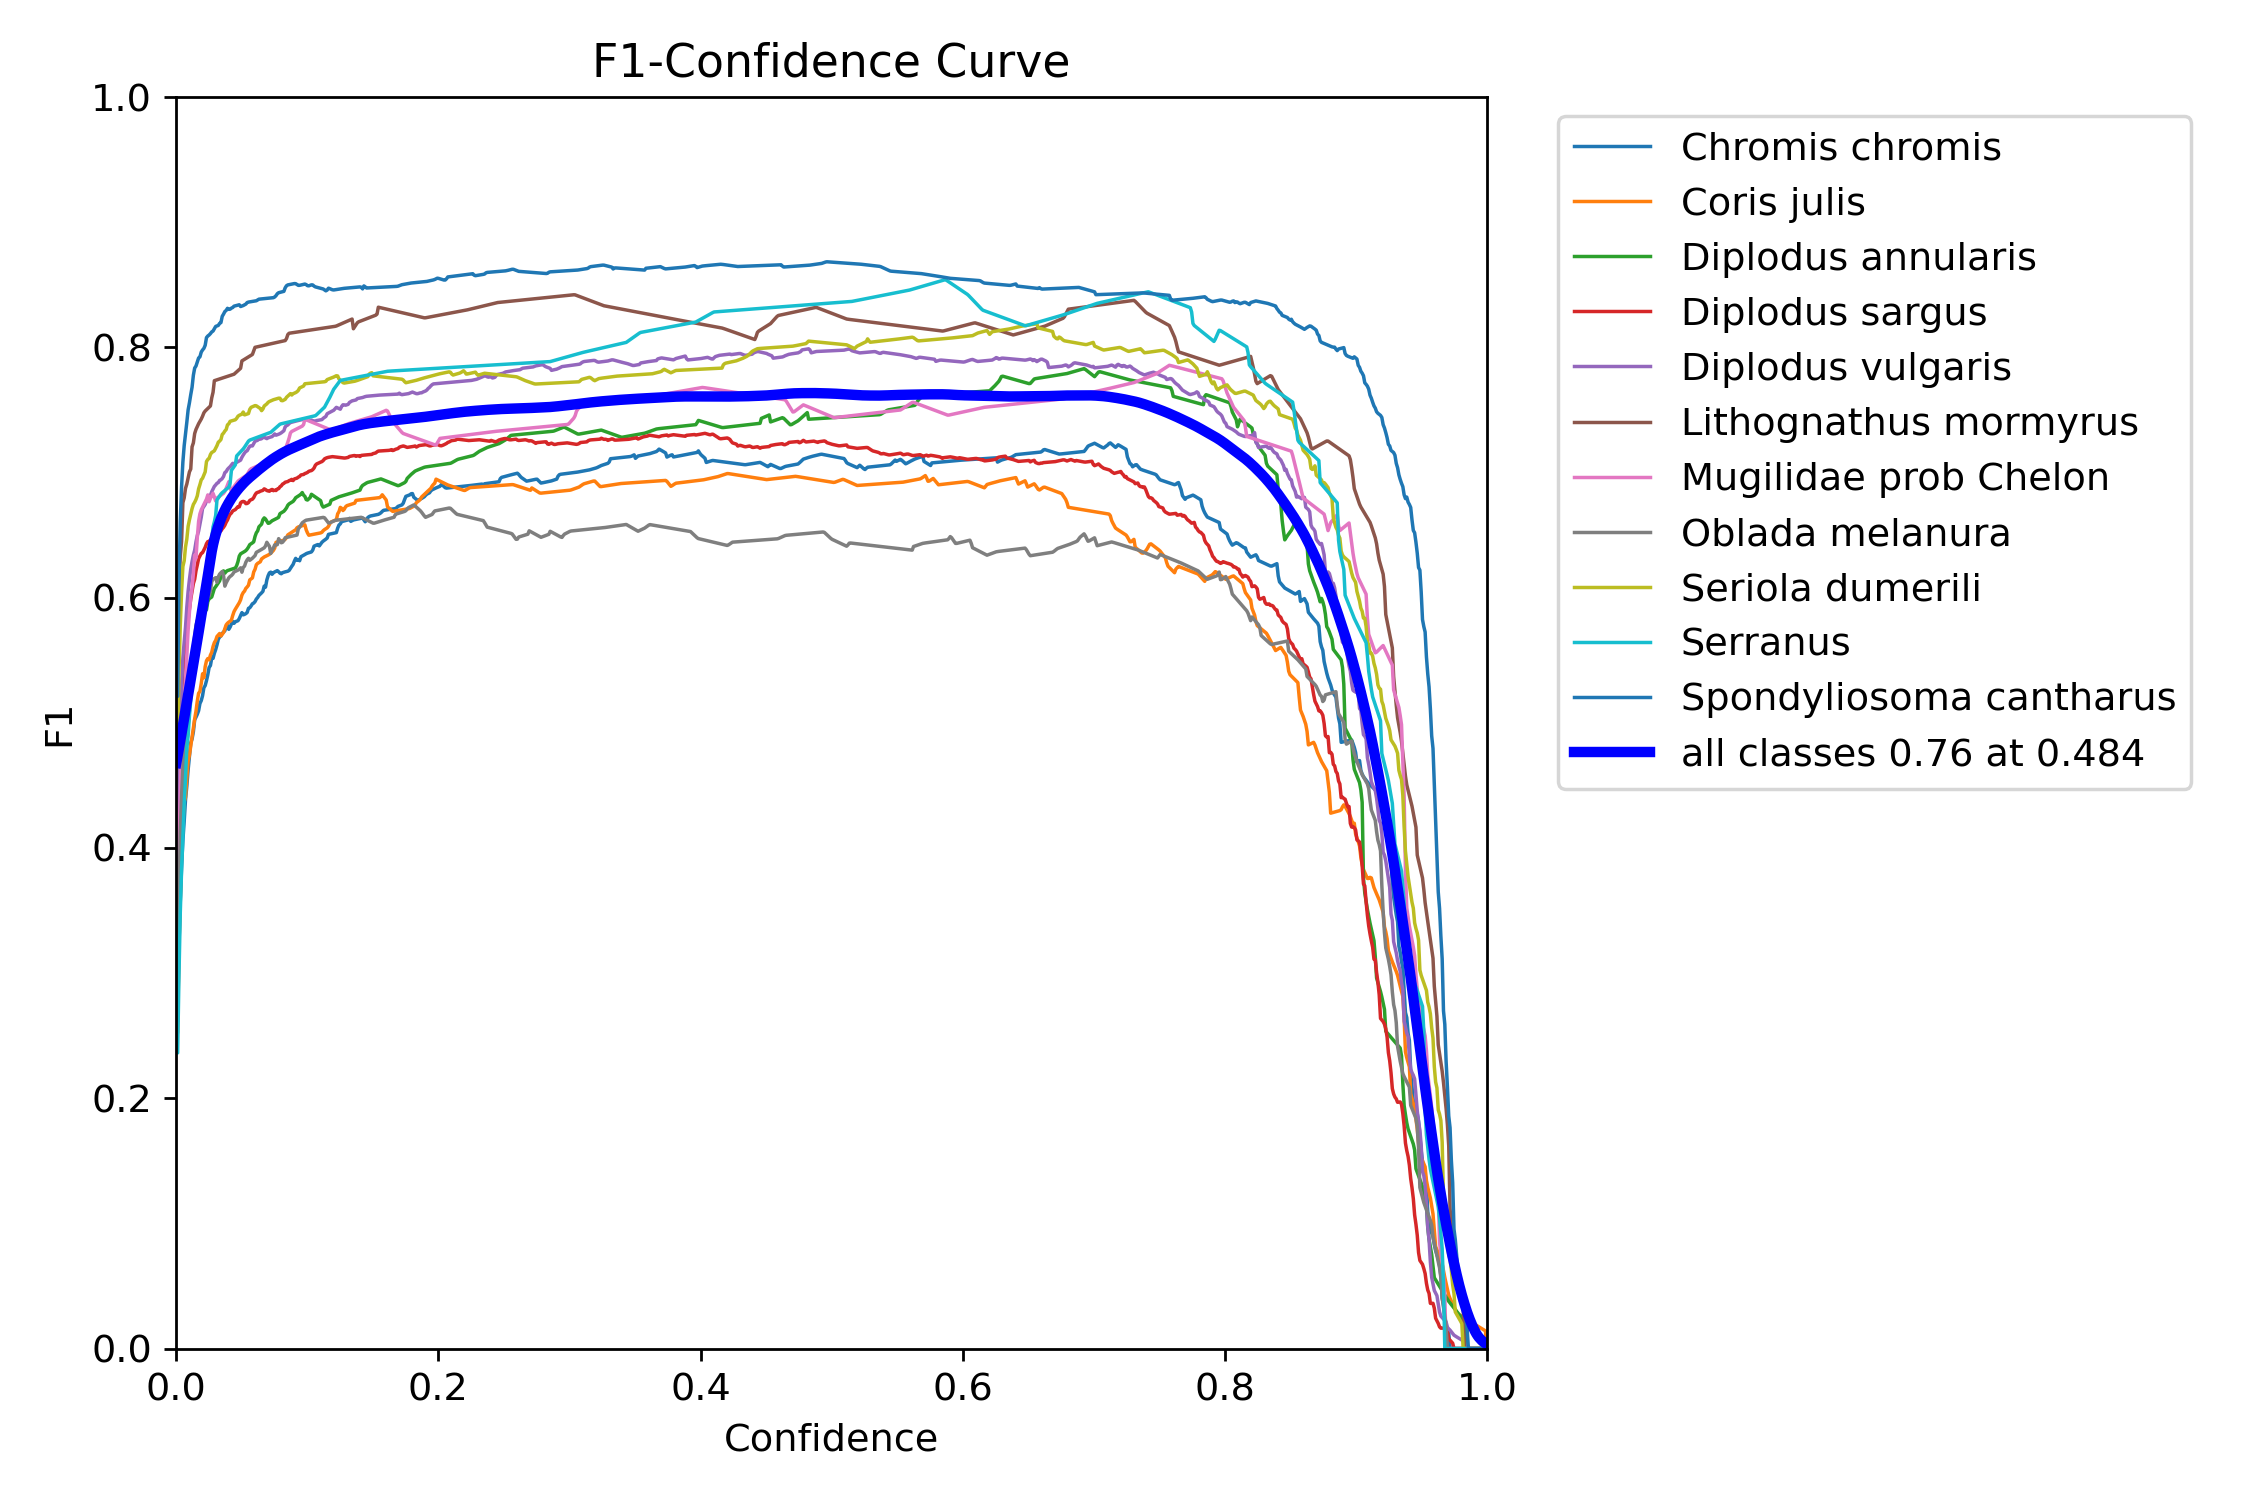 F1-Confidence Curve
1.0
0.8
0.6
0.4
0.2
0.0
F1
0.0 0.2 0.4 0.6 0.8 1.0
Confidence
Chromis chromis
Coris julis
Diplodus annularis
Diplodus sargus
Diplodus vulgaris
Lithognathus mormyrus
Mugilidae prob Chelon
Oblada melanura
Seriola dumerili
Serranus
Spondyliosoma cantharus
all classes 0.76 at 0.484